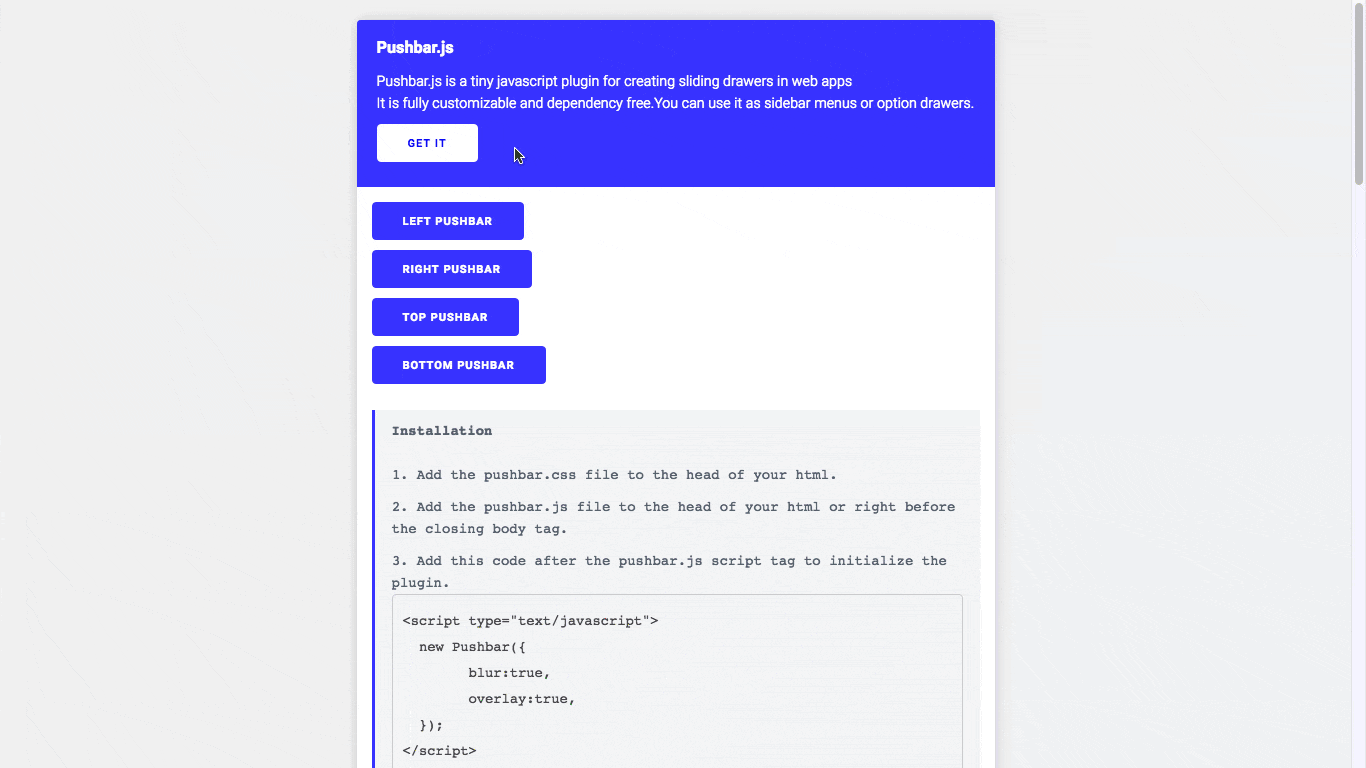 Pushbar.js
Pushbar.js is a tiny javascript plugin for creating sliding drawers in web apps
It is fully customizable and dependency free.You can use it as sidebar menus or option drawers.
GET IT
LEFT PUSHBAR
RIGHT PUSHBAR
TOP PUSHBAR
BOTTOM PUSHBAR
Installation
1. Add the pushbar.css file to the head of your html.
2. Add the pushbar.js file to the head of your html or right before
the closing body tag.
3. Add this code after the pushbar.js script tag to initialize the
plugin.
<script type="text/javascript">
  new Pushbar({
        blur:true,
        overlay:true,
  });
</script>